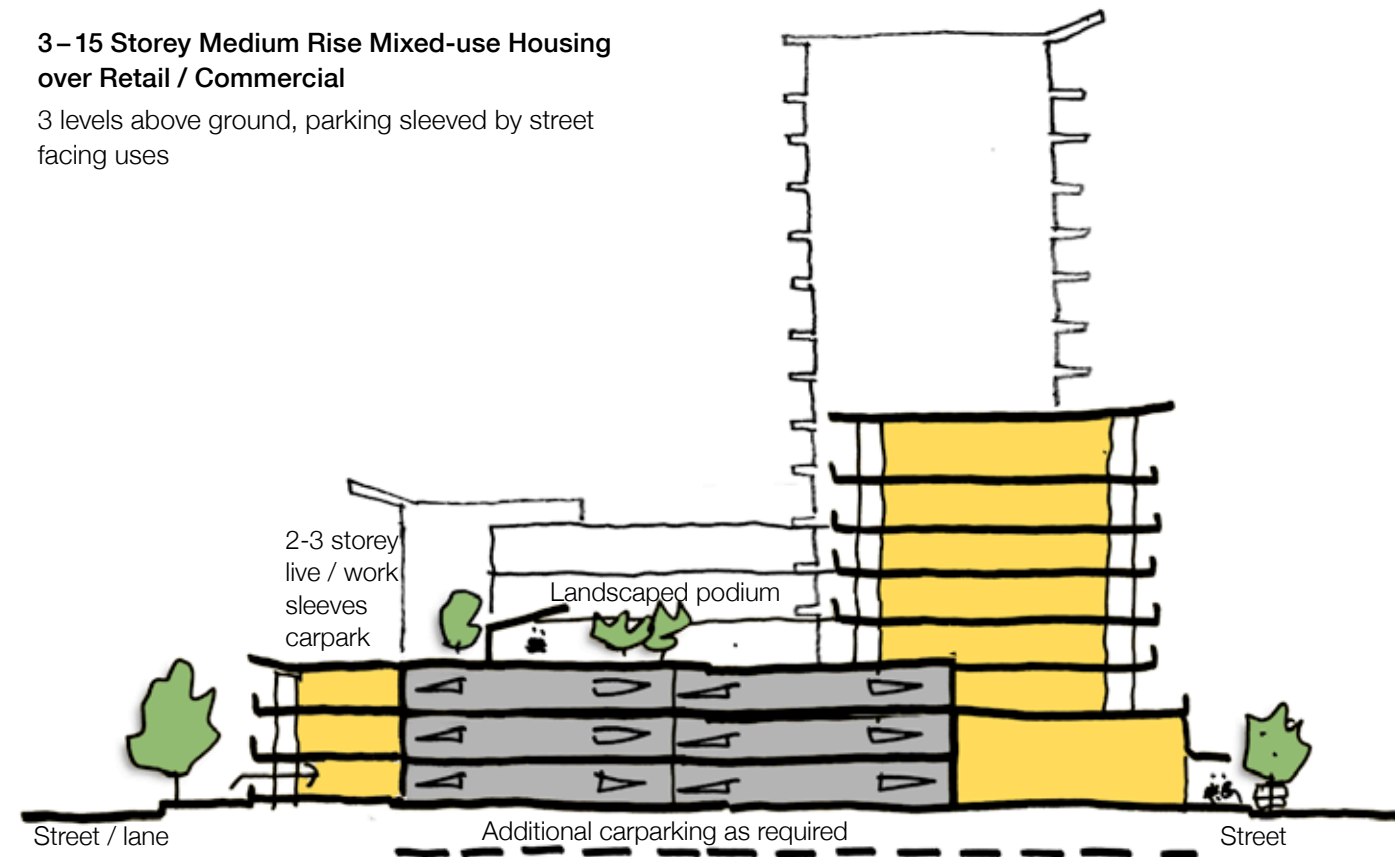 3–15 Storey Medium Rise Mixed-use Housing
over Retail / Commercial
3 levels above ground, parking sleeved by street
facing uses
2-3 storey
live / work
sleeves
carpark
Landscaped podium
Street / lane
Additional carparking as required
Street